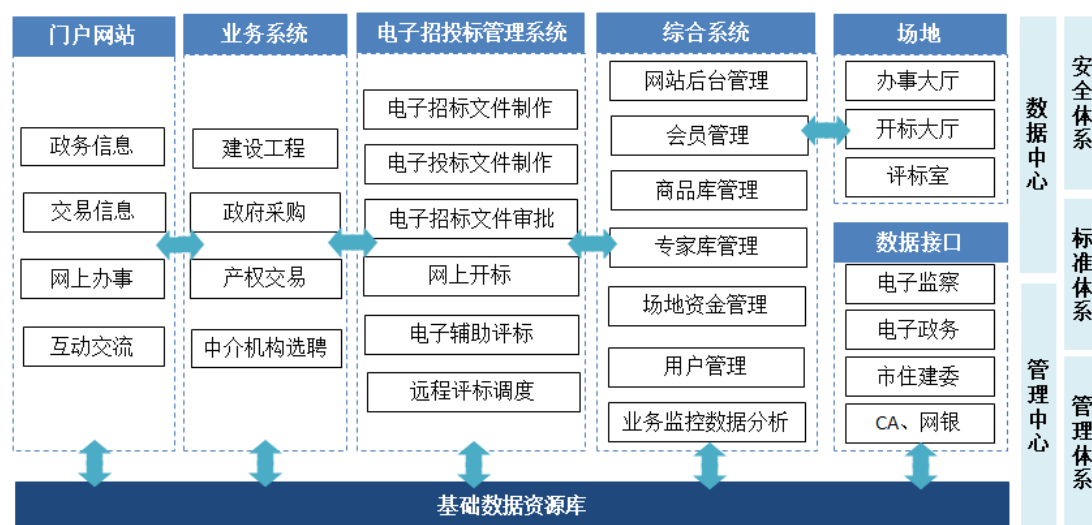 门户网站
政务信息
交易信息
网上办事
互动交流
业务系统
建设工程
政府采购
产权交易
中介机构选聘
电子招投标管理系统
电子招标文件制作
电子投标文件制作
电子招标文件审批
网上开标
电子辅助评标
远程评标调度
综合系统
网站后台管理
会员管理
商品库管理
专家库管理
场地资金管理
用户管理
业务监控数据分析
场地
办事大厅
开标大厅
评标室
数据接口
电子监察
电子政务
市住建委
CA、网银
数据中心
管理中心
安全体系
标准体系
管理体系
基础数据资源库